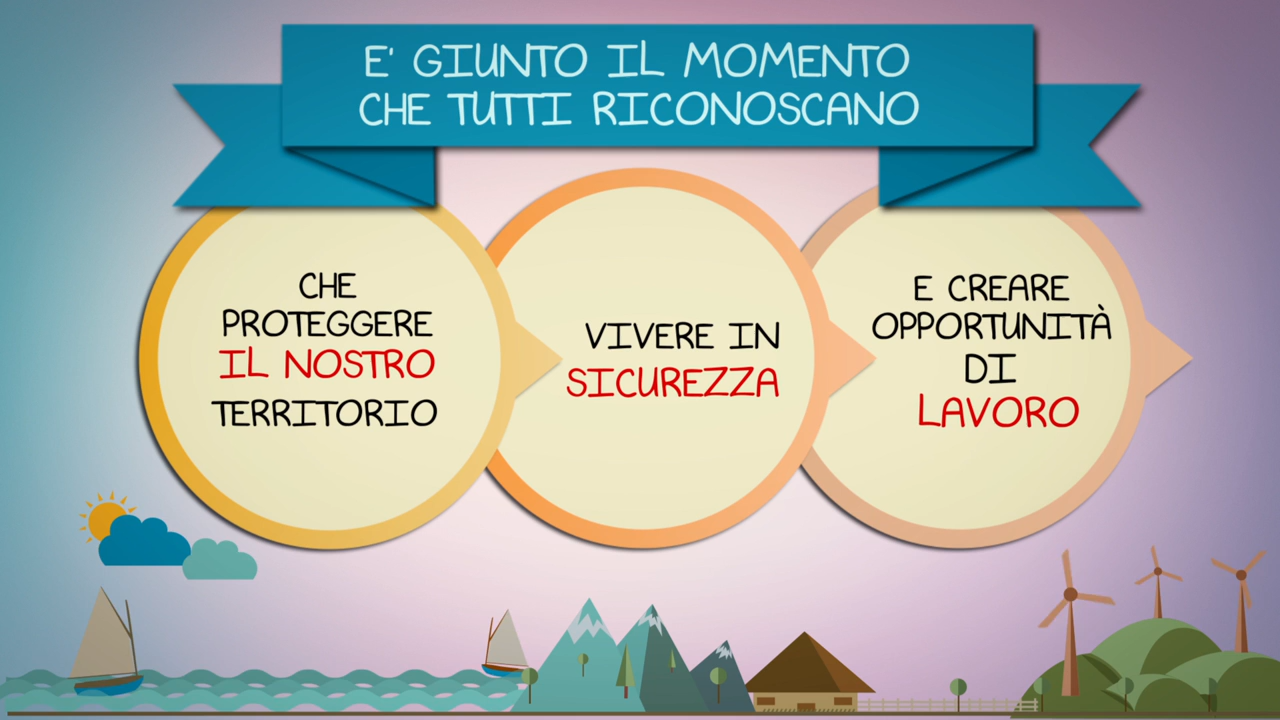 E' GIUNTO IL MOMENTO
CHE TUTTI RICONOSCANO
CHE
PROTEGGERE
IL NOSTRO
TERRITORIO
VIVERE IN
SICUREZZA
E CREARE
OPPORTUNITÀ
DI
LAVORO